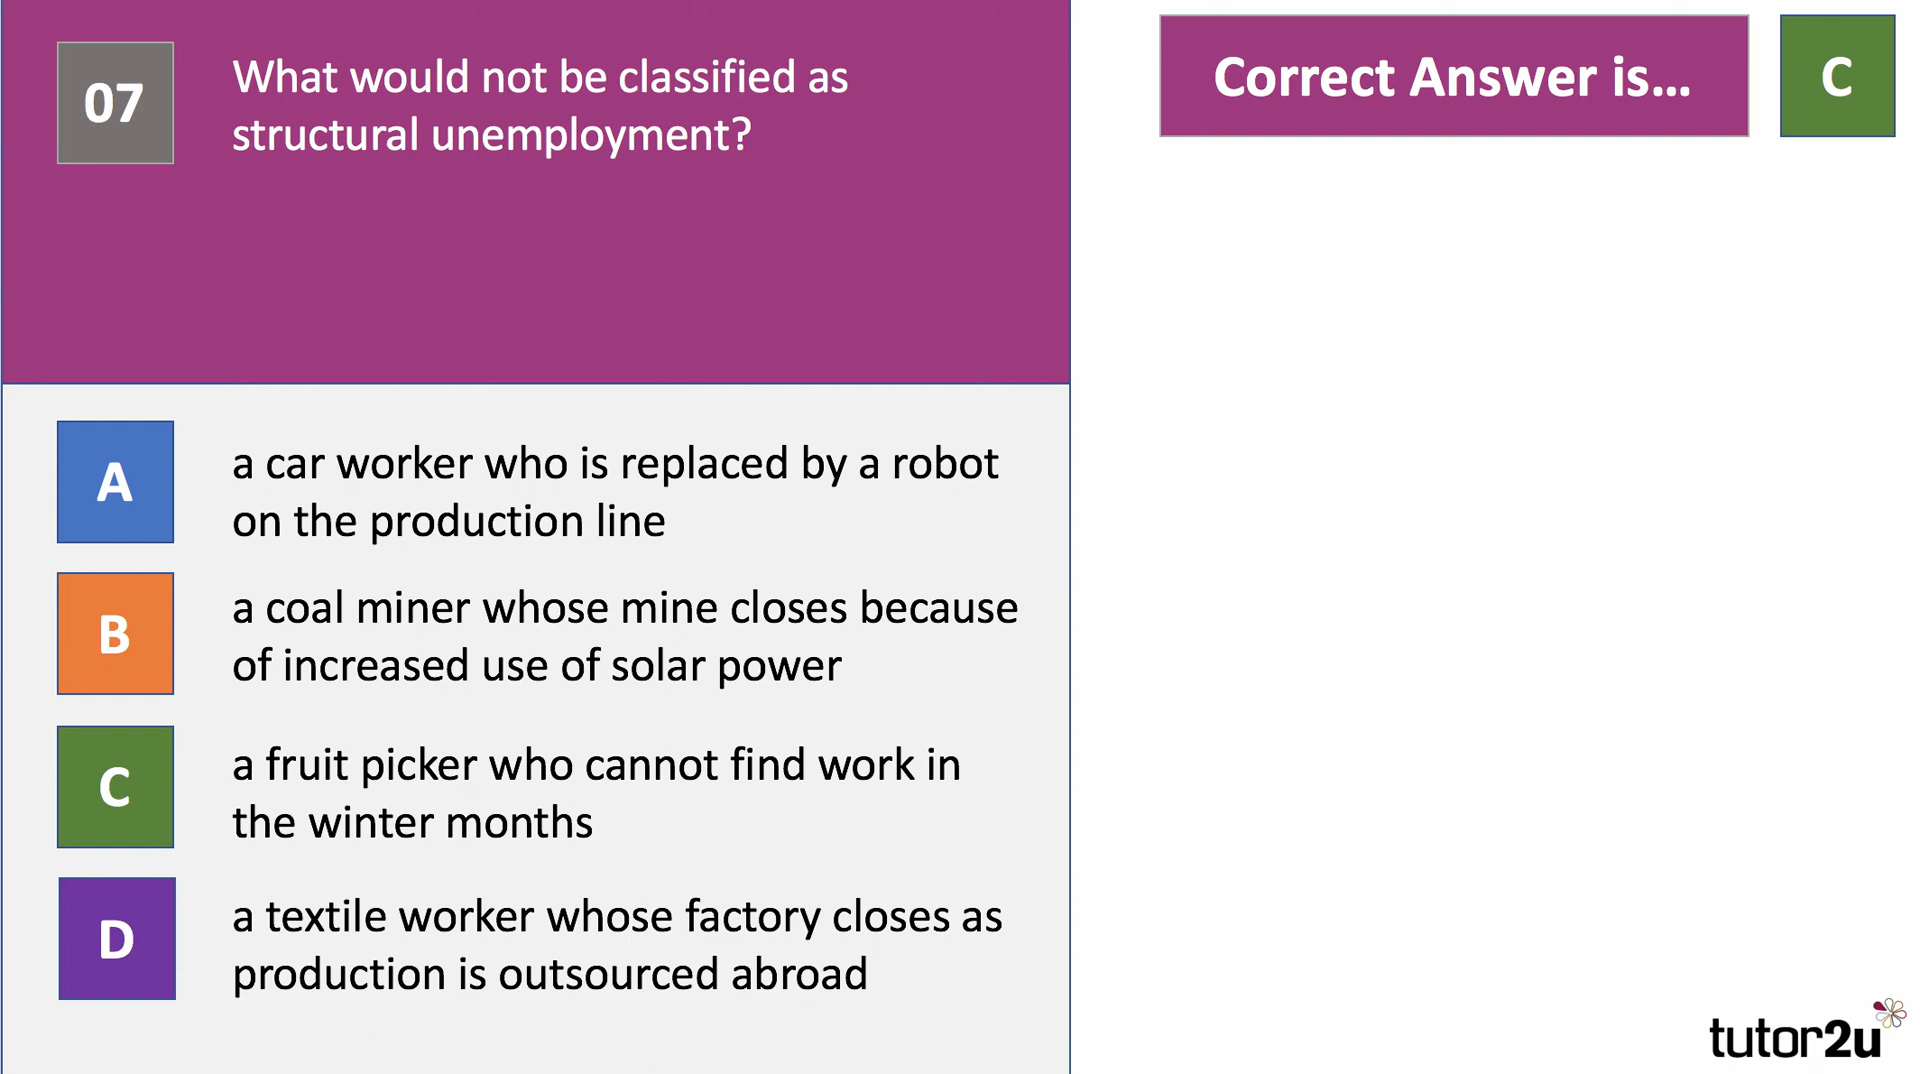 07
What would not be classified as
structural unemployment?
A
a car worker who is replaced by a robot
on the production line
B
a coal miner whose mine closes because
of increased use of solar power
C
a fruit picker who cannot find work in
the winter months
D
a textile worker whose factory closes as
production is outsourced abroad
Correct Answer is...
C
tutor2u